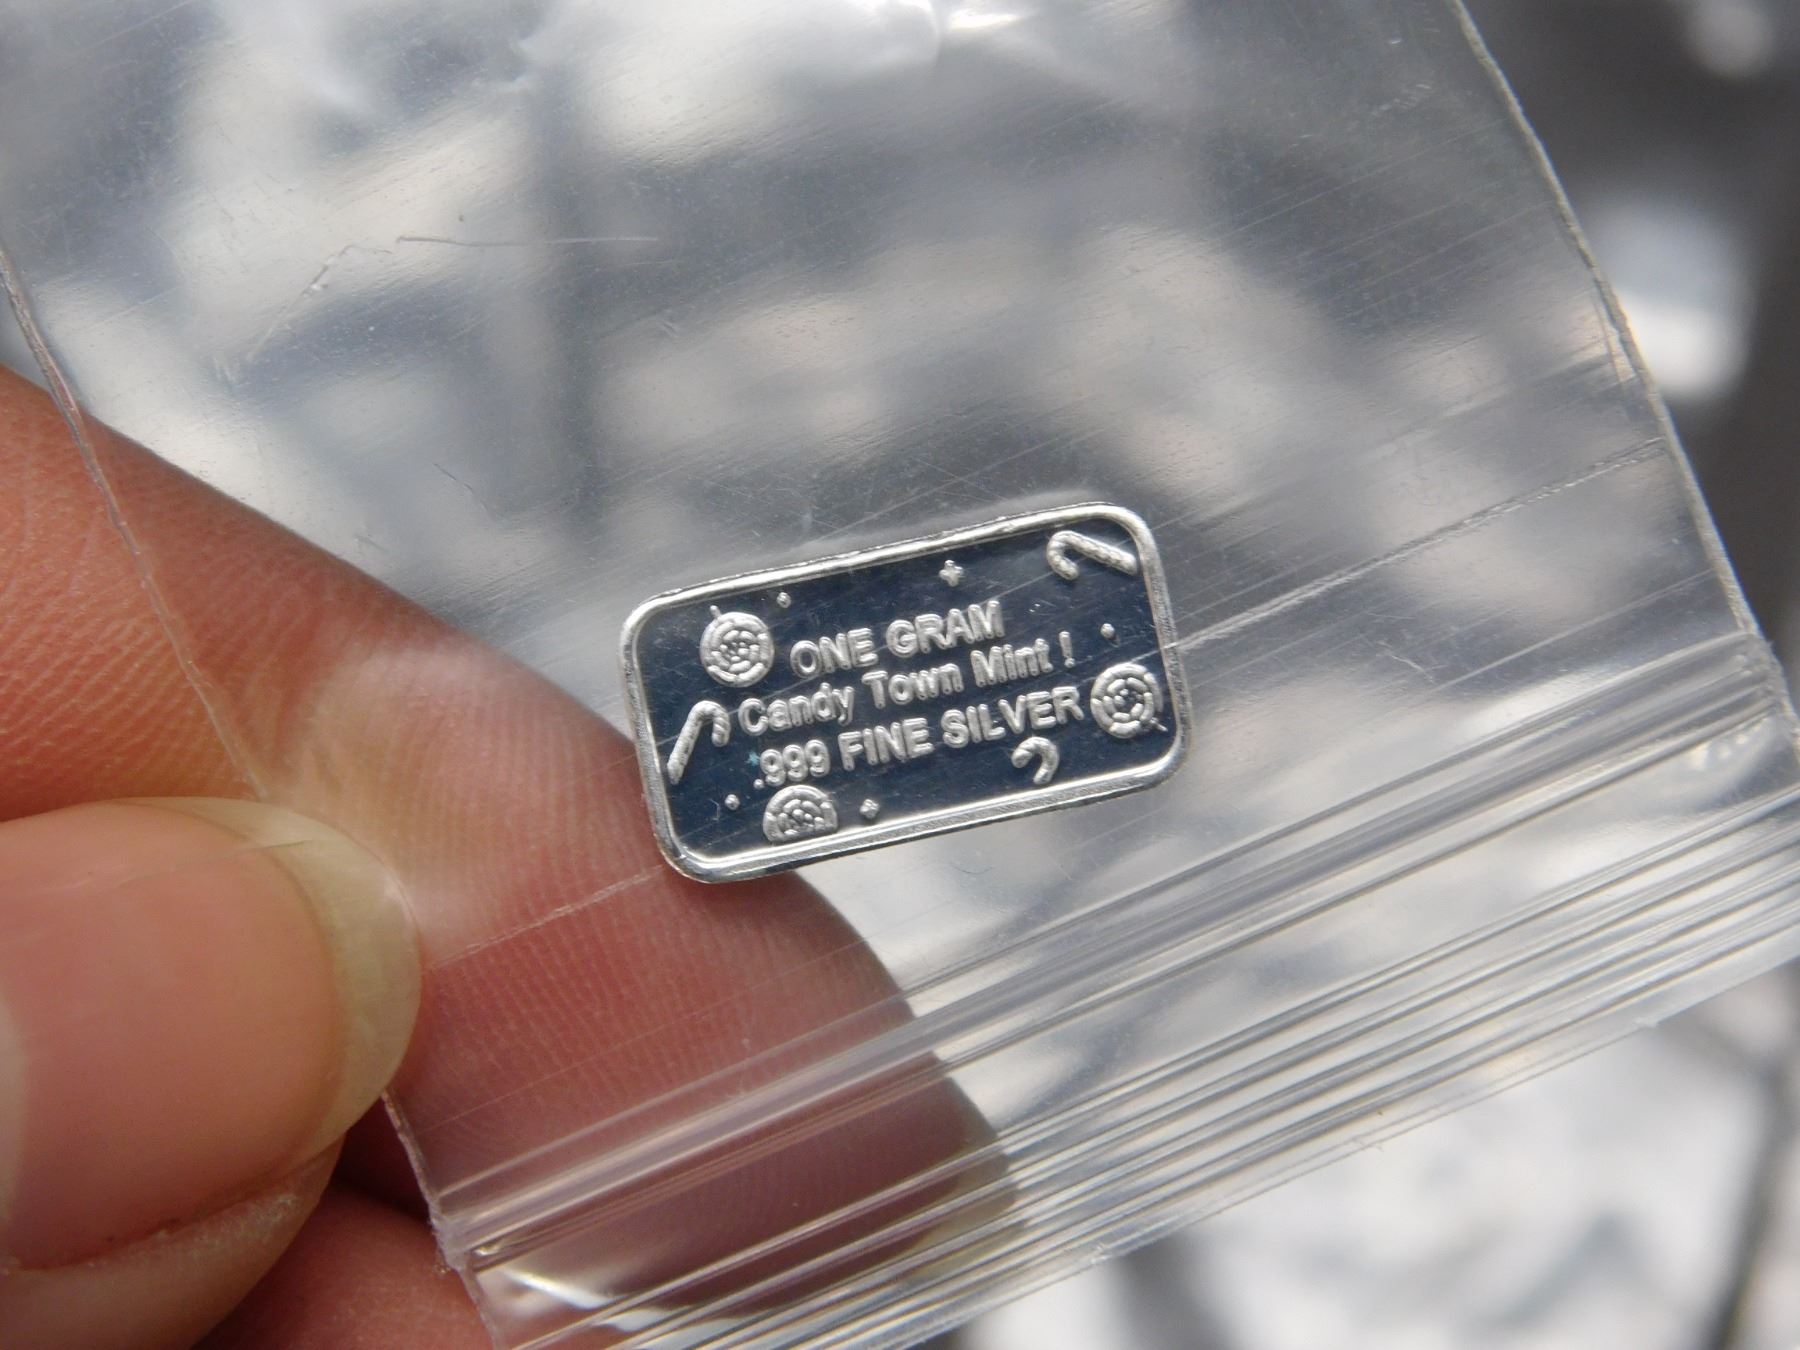 ONE GRAM
Candy Town Mint !
.999 FINE SILVER